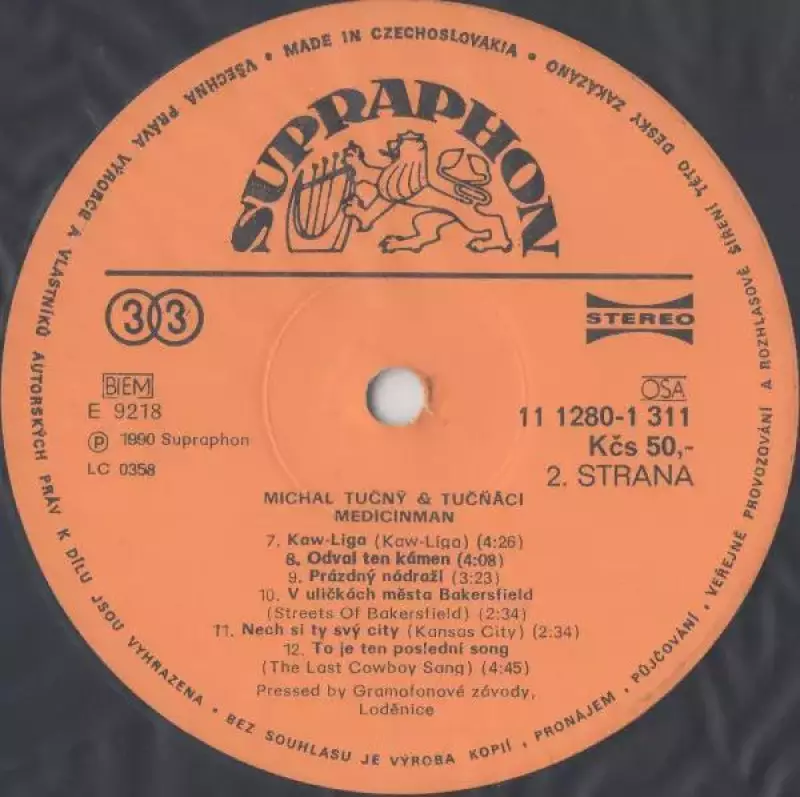 VŠECHNA PRÁVA VÝROBCE A VLASTNÍKŮ AUTORSKÝCH PRÁV K DÍLU JSOU VYHRAZENA • BEZ SOUHLASU JE VÝROBA KOPIÍ, PRONÁJEM, PŮJČOVÁNÍ, VEŘEJNÉ PROVOZOVÁNÍ A ROZHLASOVÉ ŠÍŘENÍ TÉTO DESKY ZAKÁZÁNO • MADE IN CZECHOSLOVAKIA •
SUPRAPHON
33
STEREO
BIEM
E 9218
Ⓟ 1990 Supraphon
LC 0358
OSA
11 1280-1 311
Kčs 50,-
2. STRANA
MICHAL TUČNÝ & TUČŇÁCI
MEDICINMAN
7. Kaw-Liga (Kaw-Liga) (4:26)
8. Odval ten kámen (4:08)
9. Prázdný nádraží (3:23)
10. V uličkách města Bakersfield
(Streets Of Bakersfield) (2:34)
11. Nech si ty svý city (Kansas City) (2:34)
12. To je ten poslední song
(The Last Cowboy Song) (4:45)
Pressed by Gramofonové závody,
Loděnice